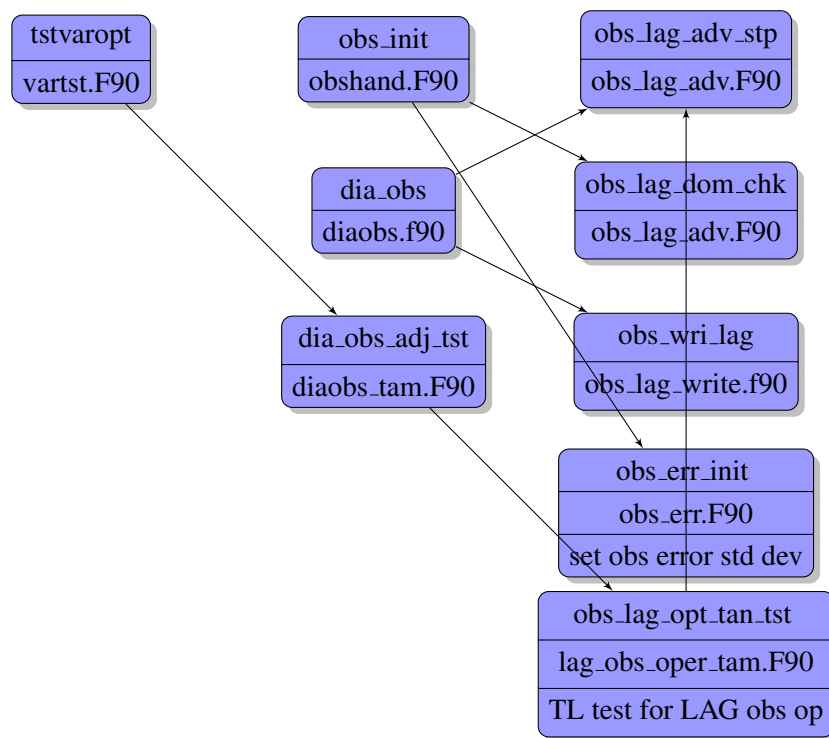 tstvaropt
vartst.F90
obs_init
obshand.F90
obs_lag_adv_stp
obs_lag_adv.F90
dia_obs
diaobs.f90
obs_lag_dom_chk
obs_lag_adv.F90
dia_obs_adj_tst
diaobs_tam.F90
obs_wri_lag
obs_lag_write.f90
obs_err_init
obs_err.F90
set obs error std dev
obs_lag_opt_tan_tst
lag_obs_oper_tam.F90
TL test for LAG obs op